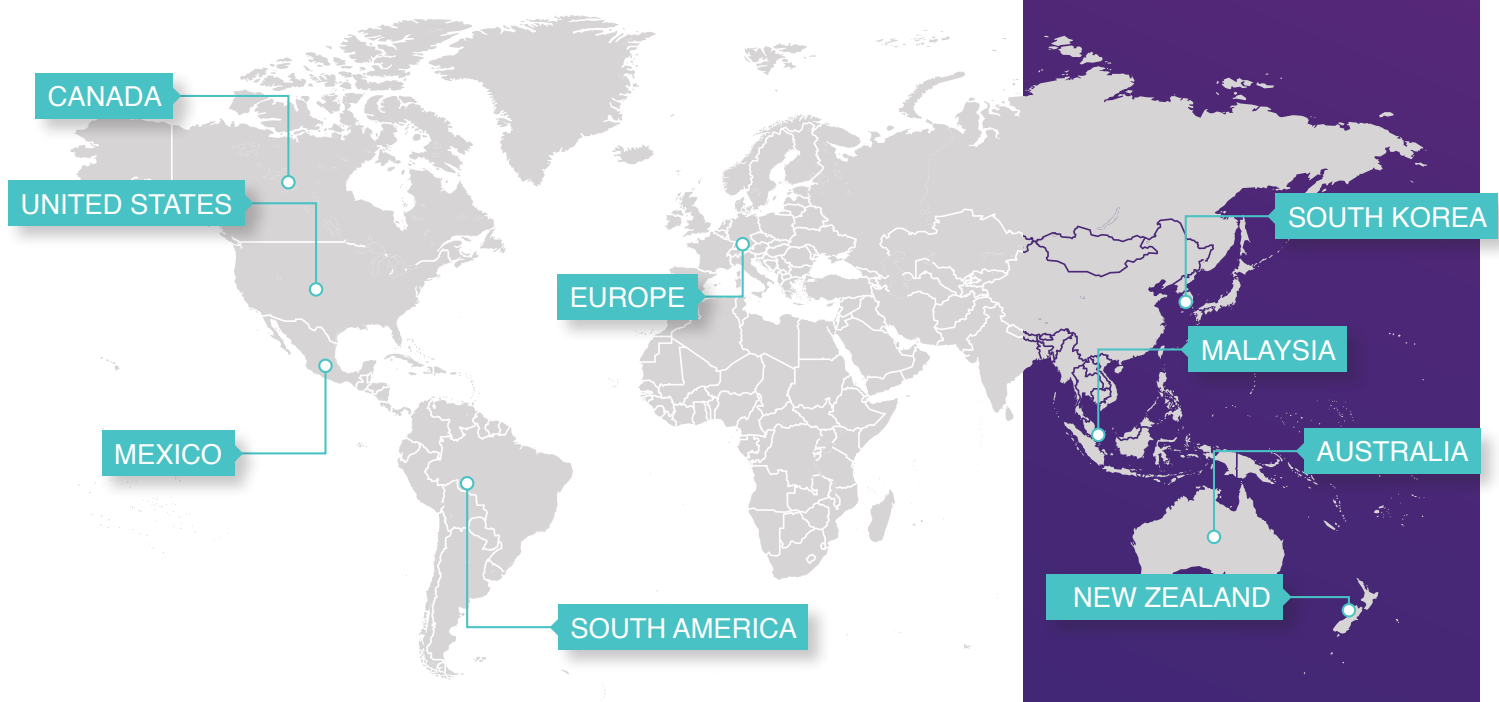 CANADA
UNITED STATES
SOUTH KOREA
EUROPE
MALAYSIA
MEXICO
AUSTRALIA
NEW ZEALAND
SOUTH AMERICA